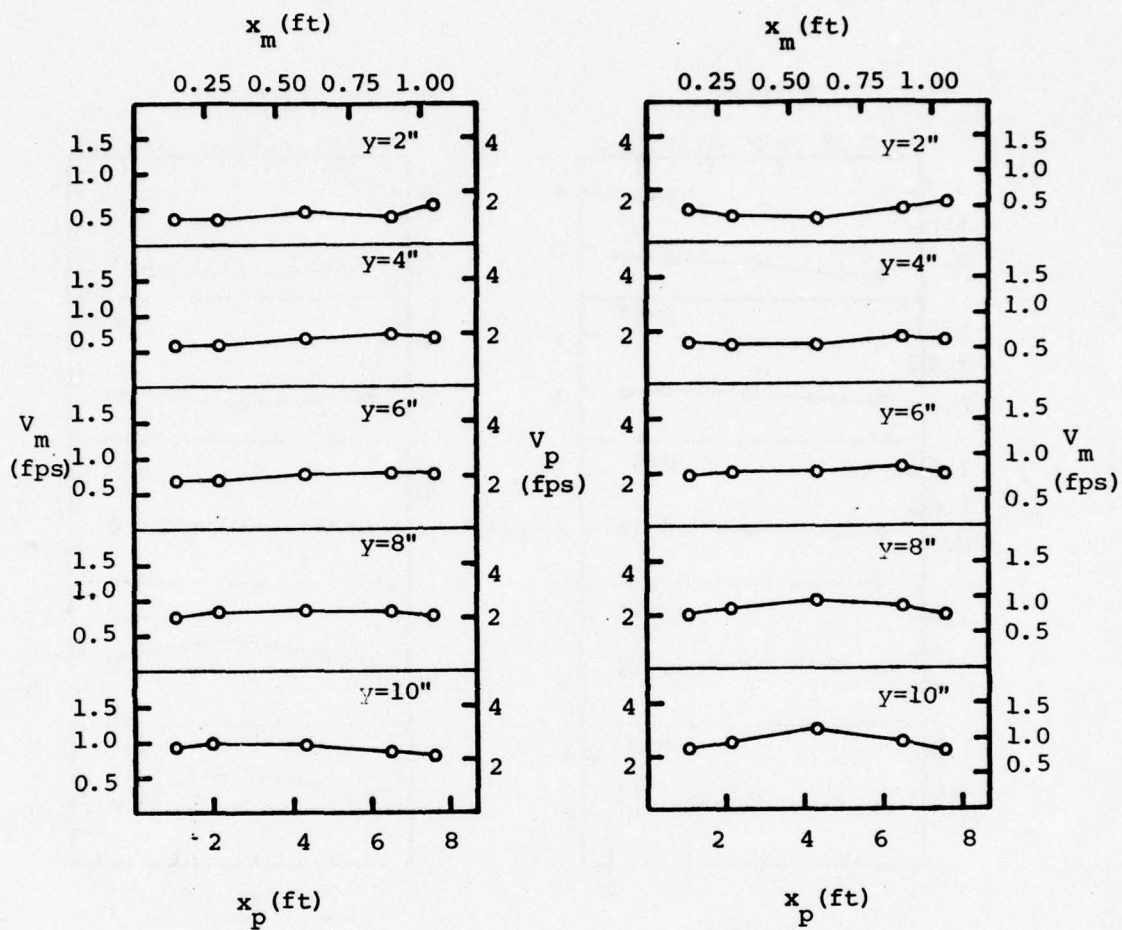 x_m (ft) x_m (ft)
0.25 0.50 0.75 1.00 0.25 0.50 0.75 1.00
y=2" y=2"
1.5 4 4 1.5
1.0 1.0
0.5 2 2 0.5
y=4" y=4"
1.5 4 4 1.5
1.0 1.0
0.5 2 2 0.5
y=6" y=6"
1.5 4 4 1.5
V_m (fps) 1.0 V_p (fps) 1.0 V_m (fps)
0.5 2 2 0.5
y=8" y=8"
1.5 4 4 1.5
1.0 2 2 1.0
0.5 0.5
y=10" y=10"
1.5 4 4 1.5
1.0 1.0
0.5 2 2 0.5
2 4 6 8 2 4 6 8
x_p (ft) x_p (ft)